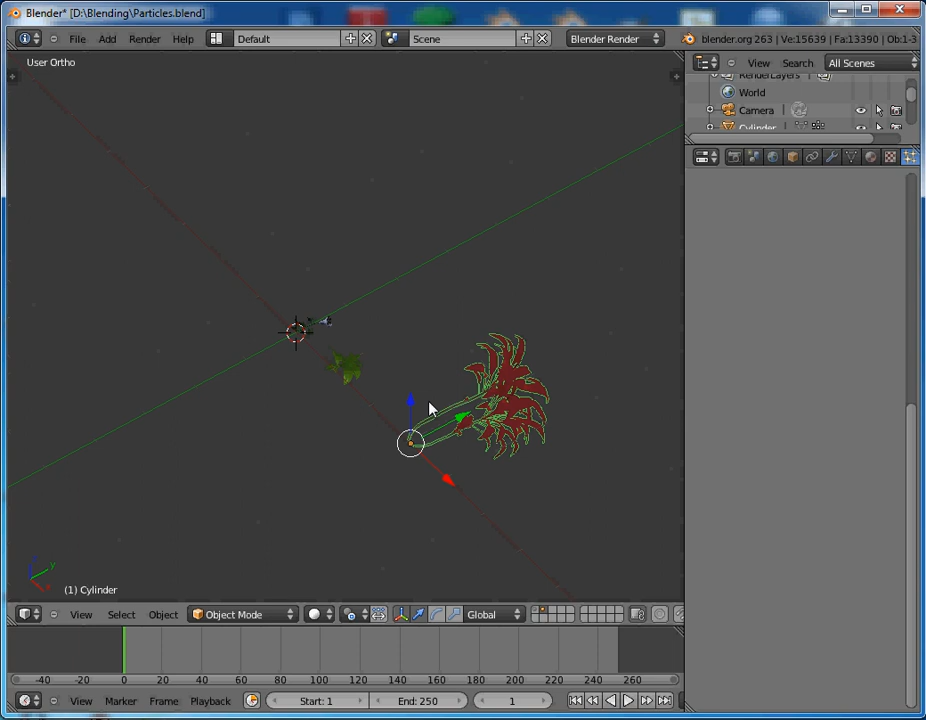 Blender* [D:\Blending\Particles.blend]
File Add Render Help Default Scene Blender Render blender.org 263 | Ve:15639 | Fa:13390 | Ob:1-3
User Ortho
View Search All Scenes
RenderLayers
World
Camera
Cylinder
z
y
x
(1) Cylinder
View Select Object Object Mode Global
-40 -20 0 20 40 60 80 100 120 140 160 180 200 220 240 260
View Marker Frame Playback Start: 1 End: 250 1